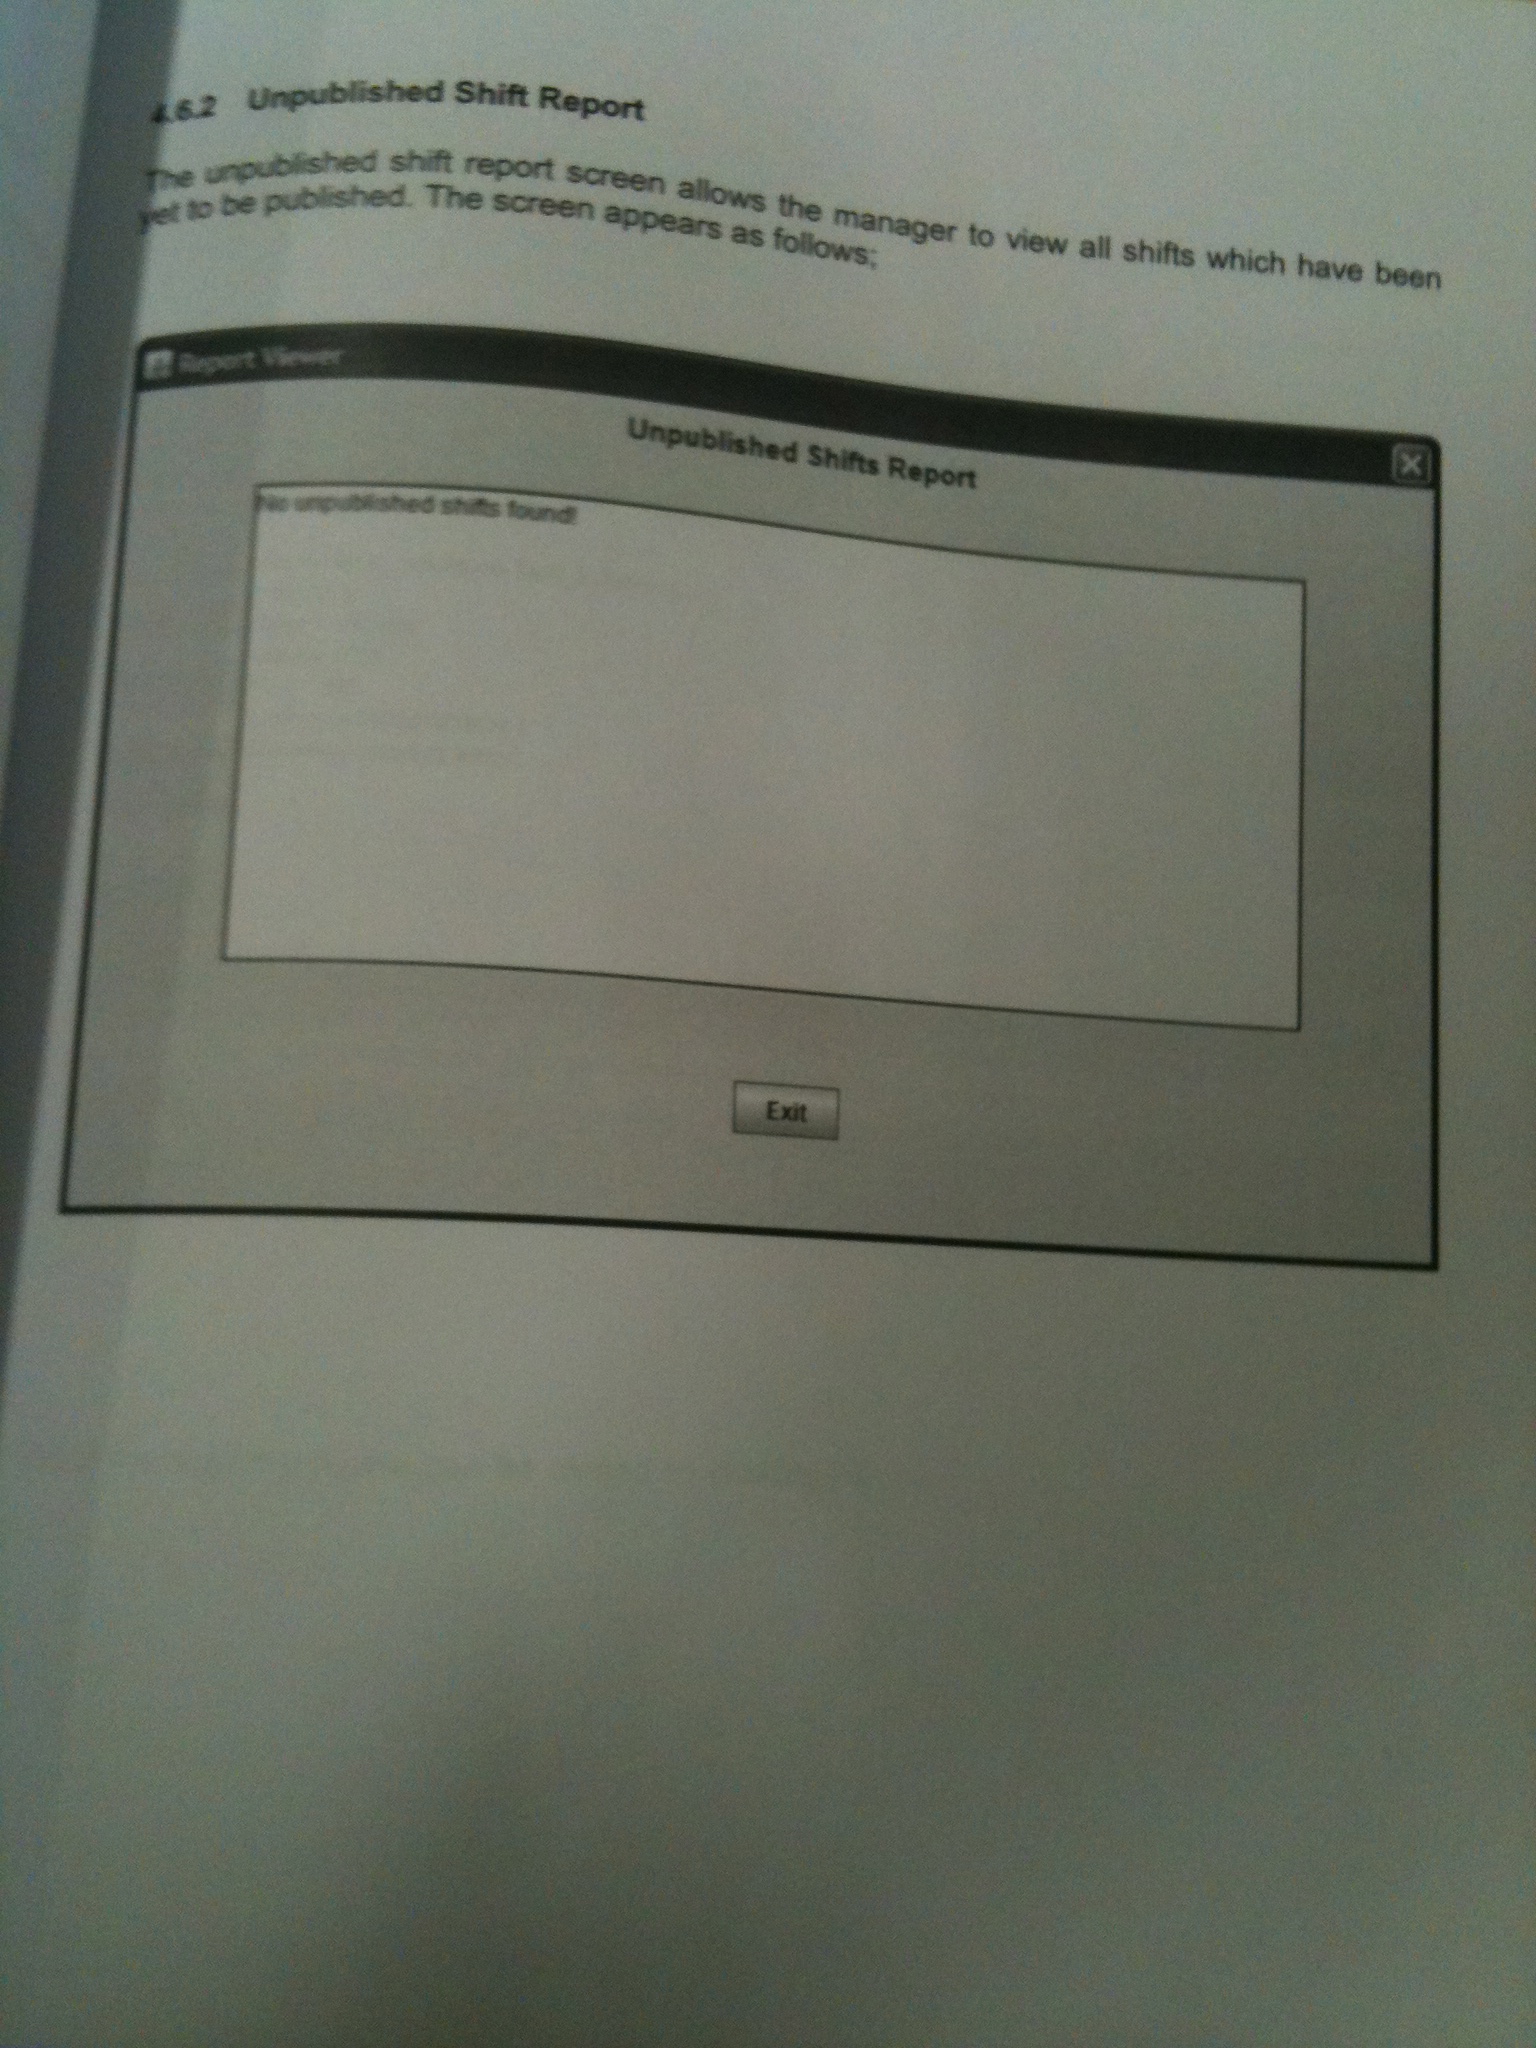 4.6.2 Unpublished Shift Report
The unpublished shift report screen allows the manager to view all shifts which have been
yet to be published. The screen appears as follows;
Report Viewer
Unpublished Shifts Report
No unpublished shifts found!
Exit